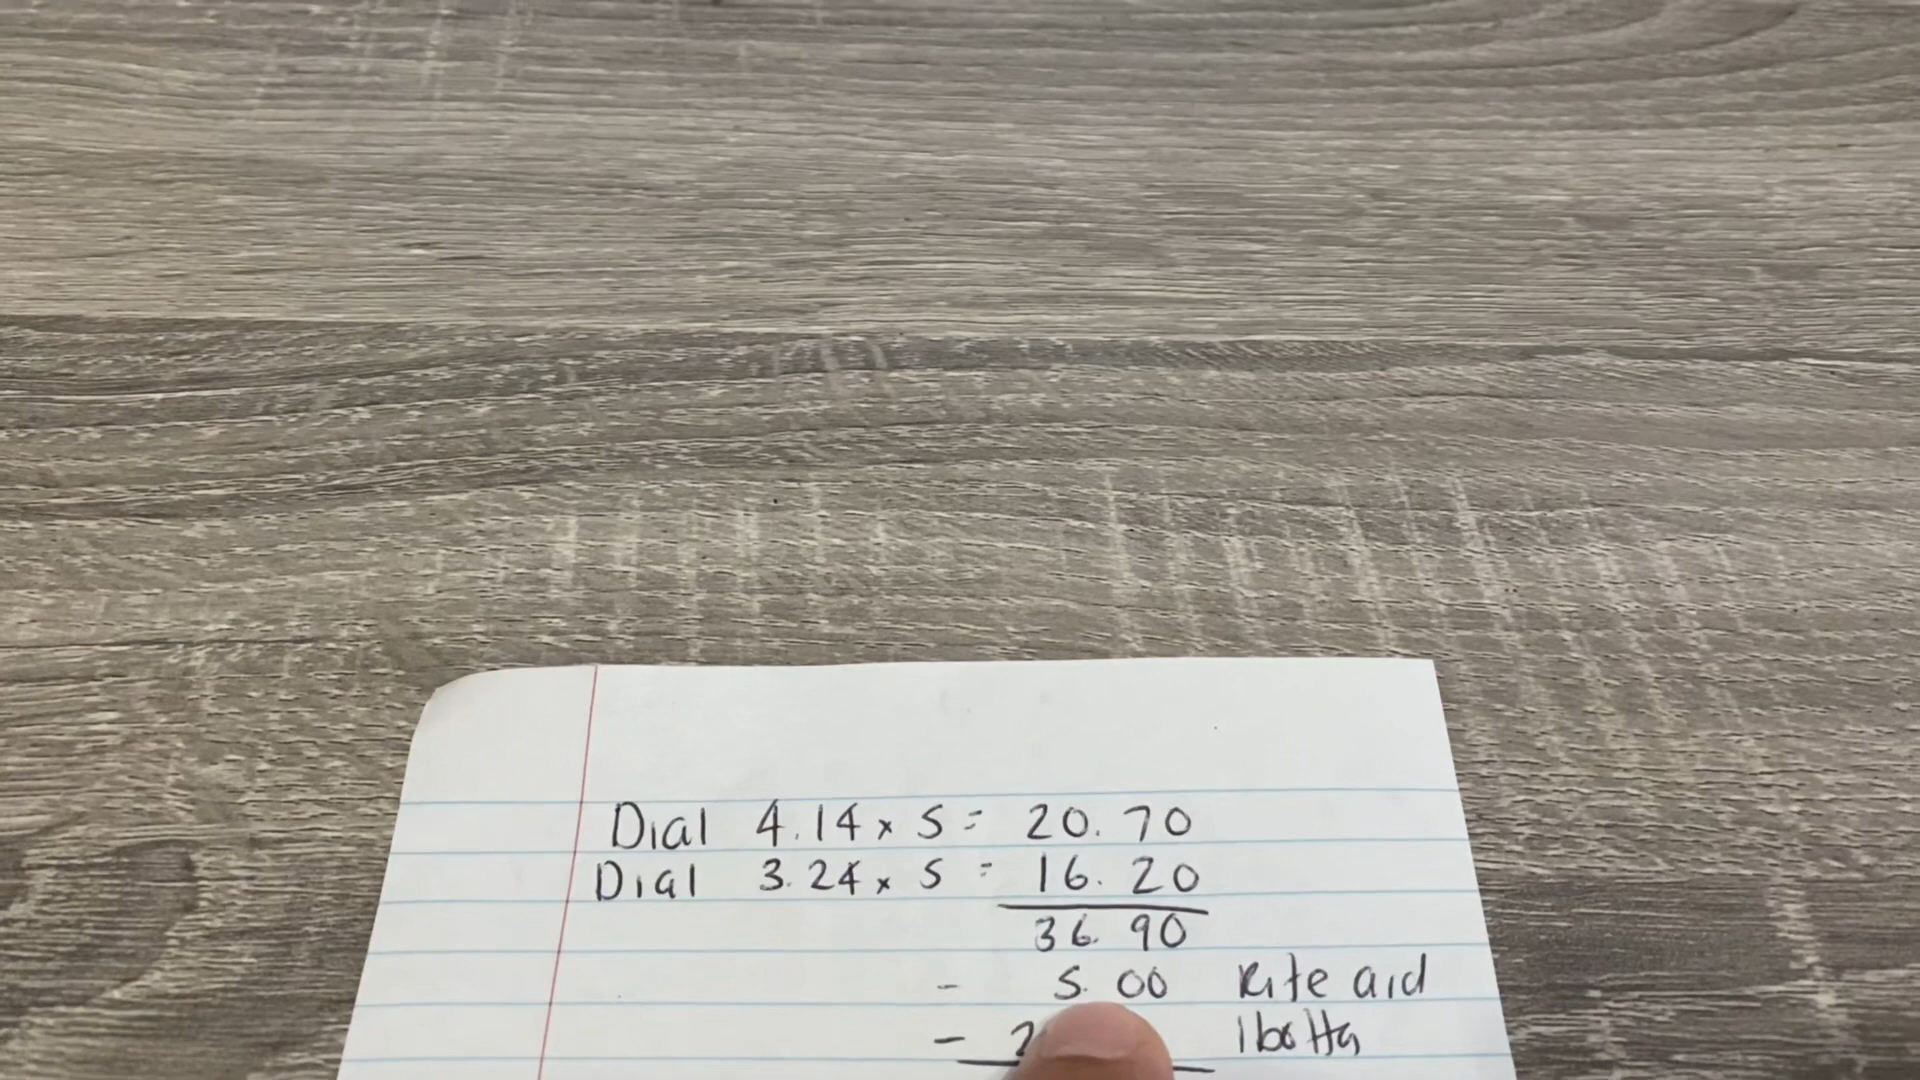 Dial 4.14 x 5 = 20.70
Dial 3.24 x 5 = 16.20
36.90
- 5.00 Rite aid
- 2 Ibotta